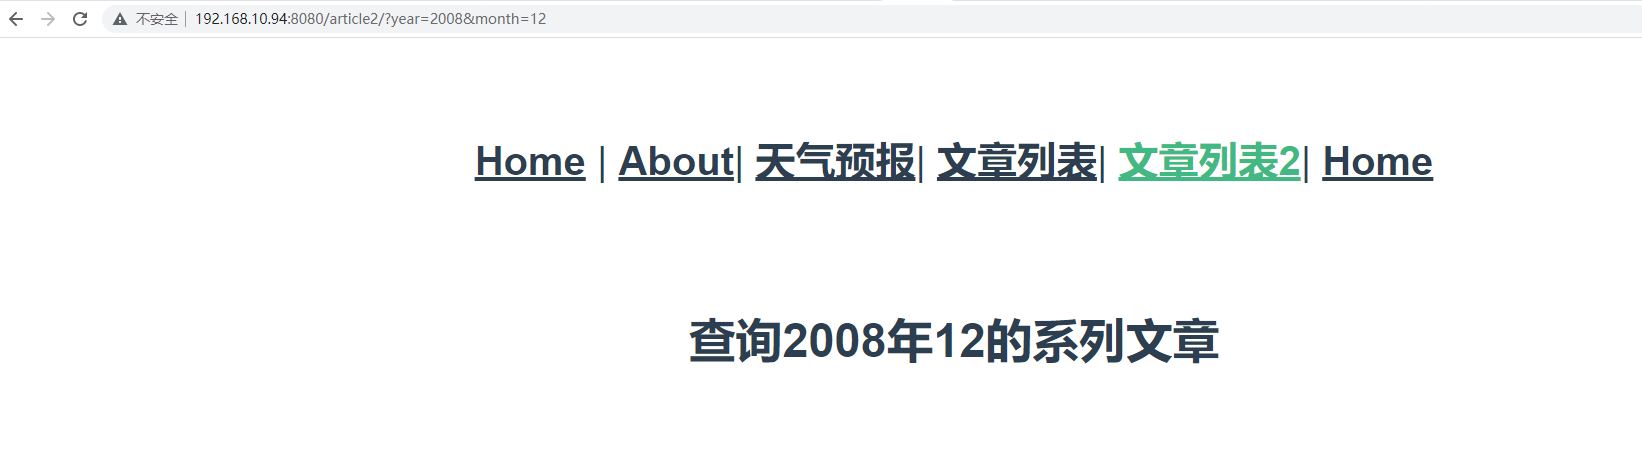 不安全 | 192.168.10.94:8080/article2/?year=2008&month=12
Home | About| 天气预报| 文章列表| 文章列表2| Home
查询2008年12的系列文章